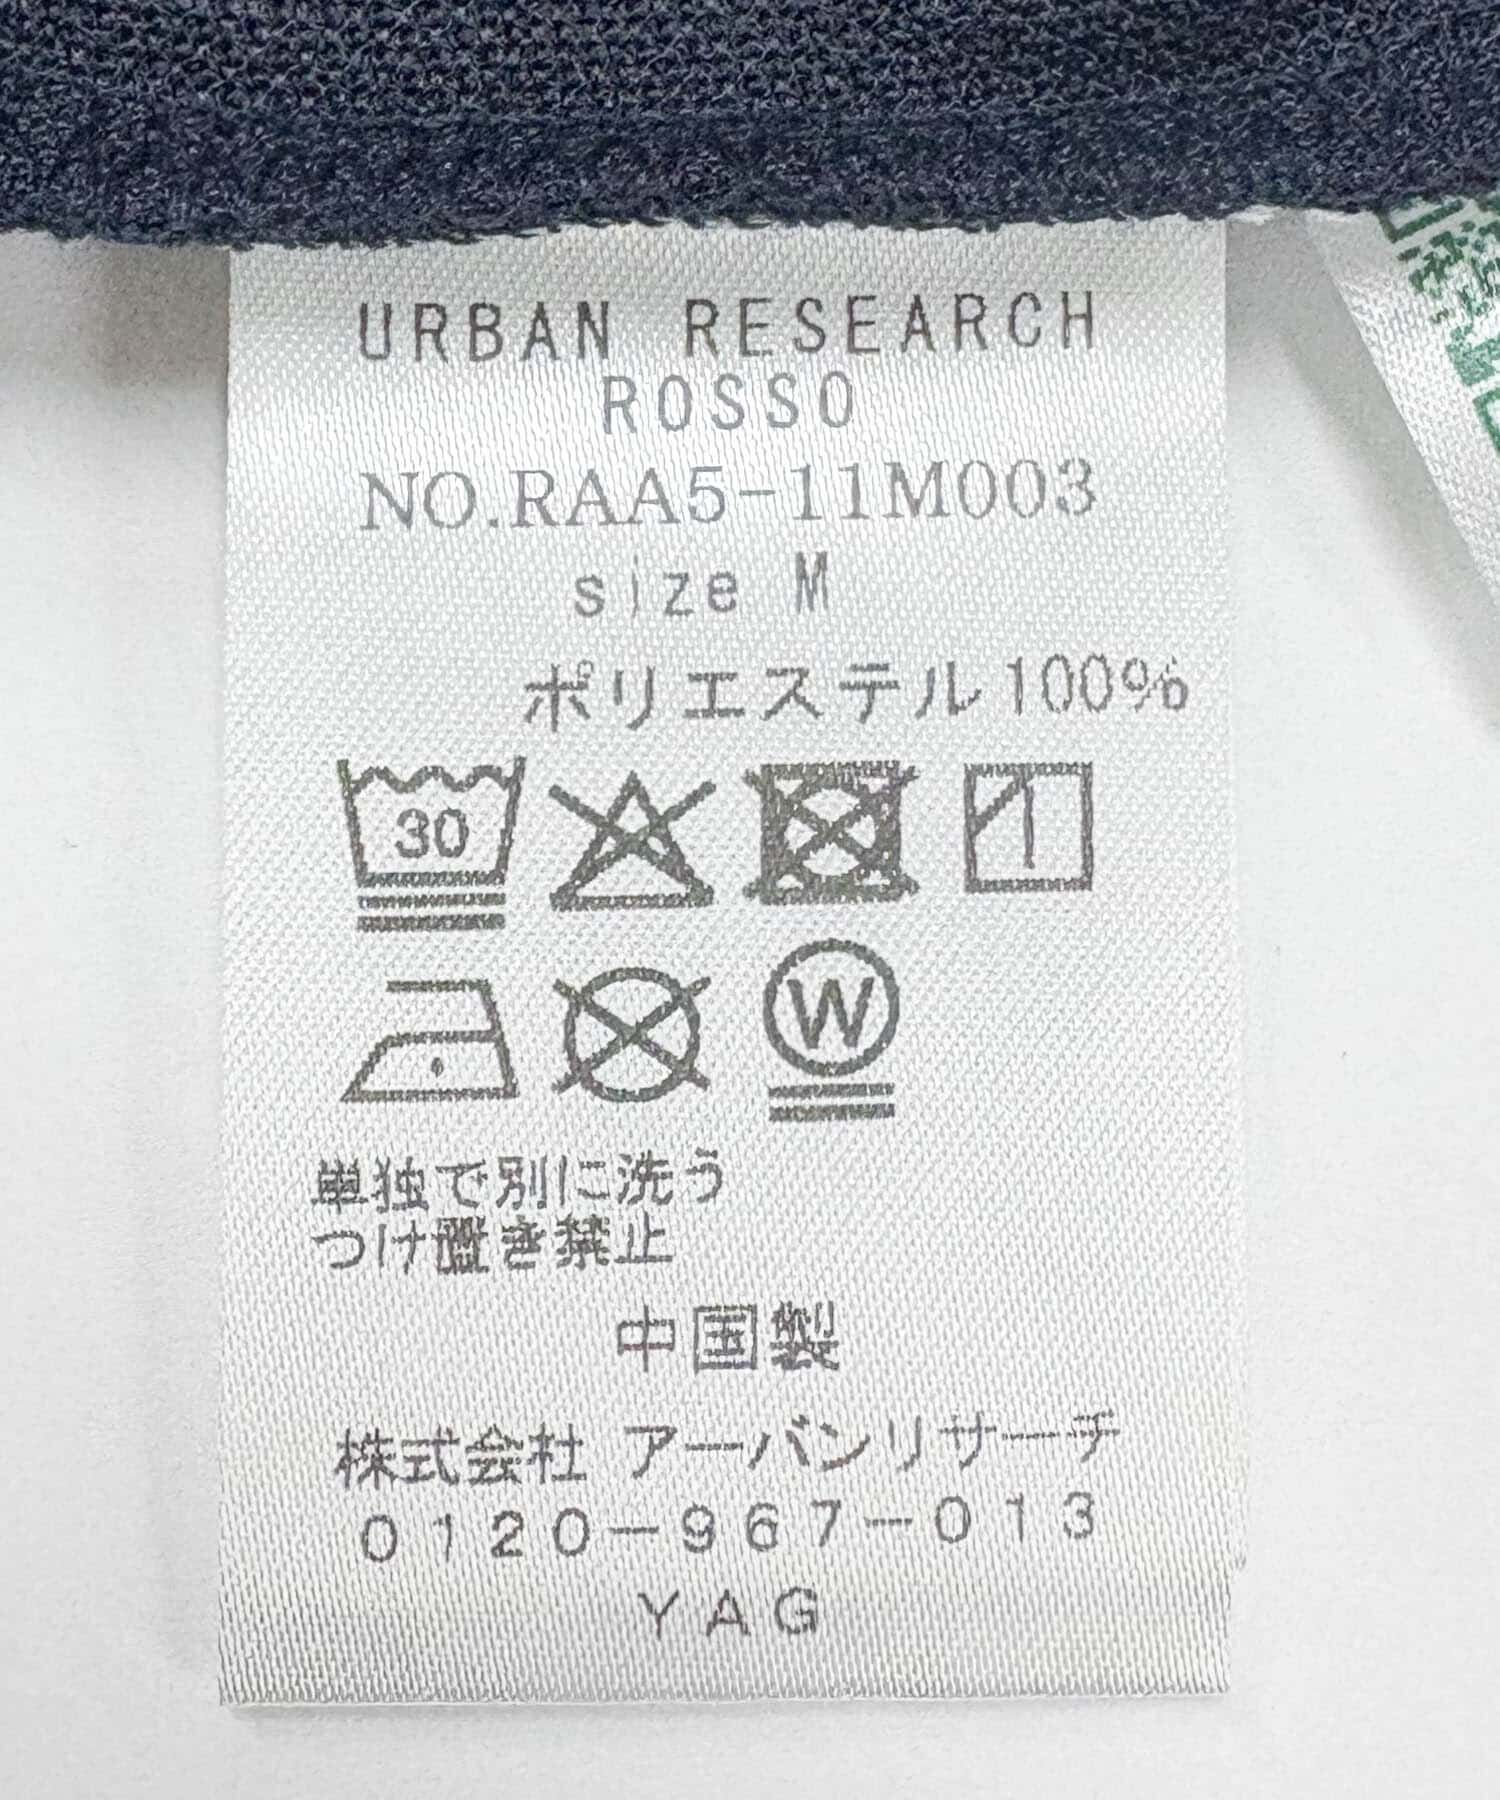 URBAN RESEARCH
ROSSO
NO.RAA5-11M003
size M
ポリエステル100%
30
W
単独で別に洗う
つけ置き禁止
中国製
株式会社 アーバンリサーチ
0120-967-013
YAG